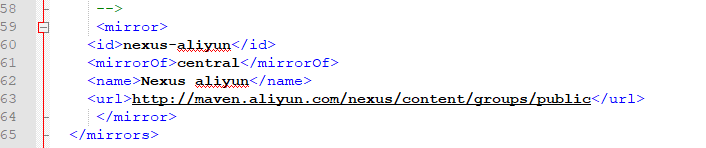 58 -->
59 <mirror>
60 <id>nexus-aliyun</id>
61 <mirrorOf>central</mirrorOf>
62 <name>Nexus aliyun</name>
63 <url>http://maven.aliyun.com/nexus/content/groups/public</url>
64 </mirror>
65 </mirrors>